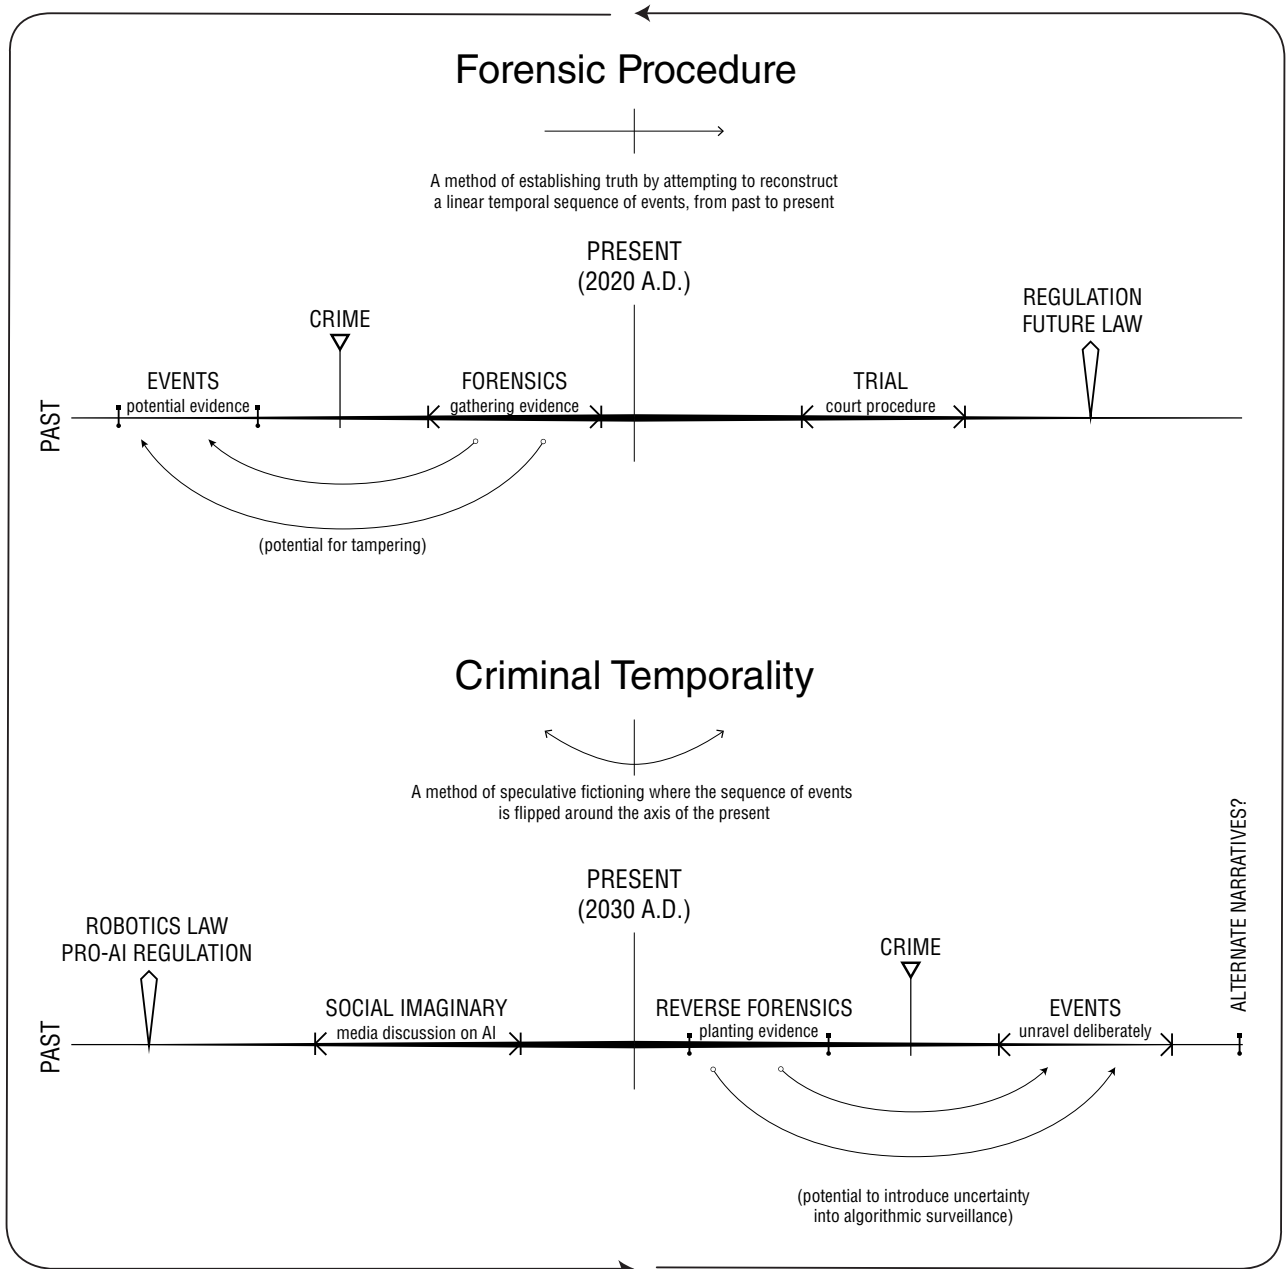 Forensic Procedure
A method of establishing truth by attempting to reconstruct
a linear temporal sequence of events, from past to present
PRESENT
(2020 A.D.)
REGULATION
FUTURE LAW
CRIME
EVENTS
potential evidence
FORENSICS
gathering evidence
TRIAL
court procedure
PAST
(potential for tampering)
Criminal Temporality
A method of speculative fictioning where the sequence of events
is flipped around the axis of the present
PRESENT
(2030 A.D.)
ALTERNATE NARRATIVES?
ROBOTICS LAW
PRO-AI REGULATION
CRIME
SOCIAL IMAGINARY
media discussion on AI
REVERSE FORENSICS
planting evidence
EVENTS
unravel deliberately
PAST
(potential to introduce uncertainty
into algorithmic surveillance)